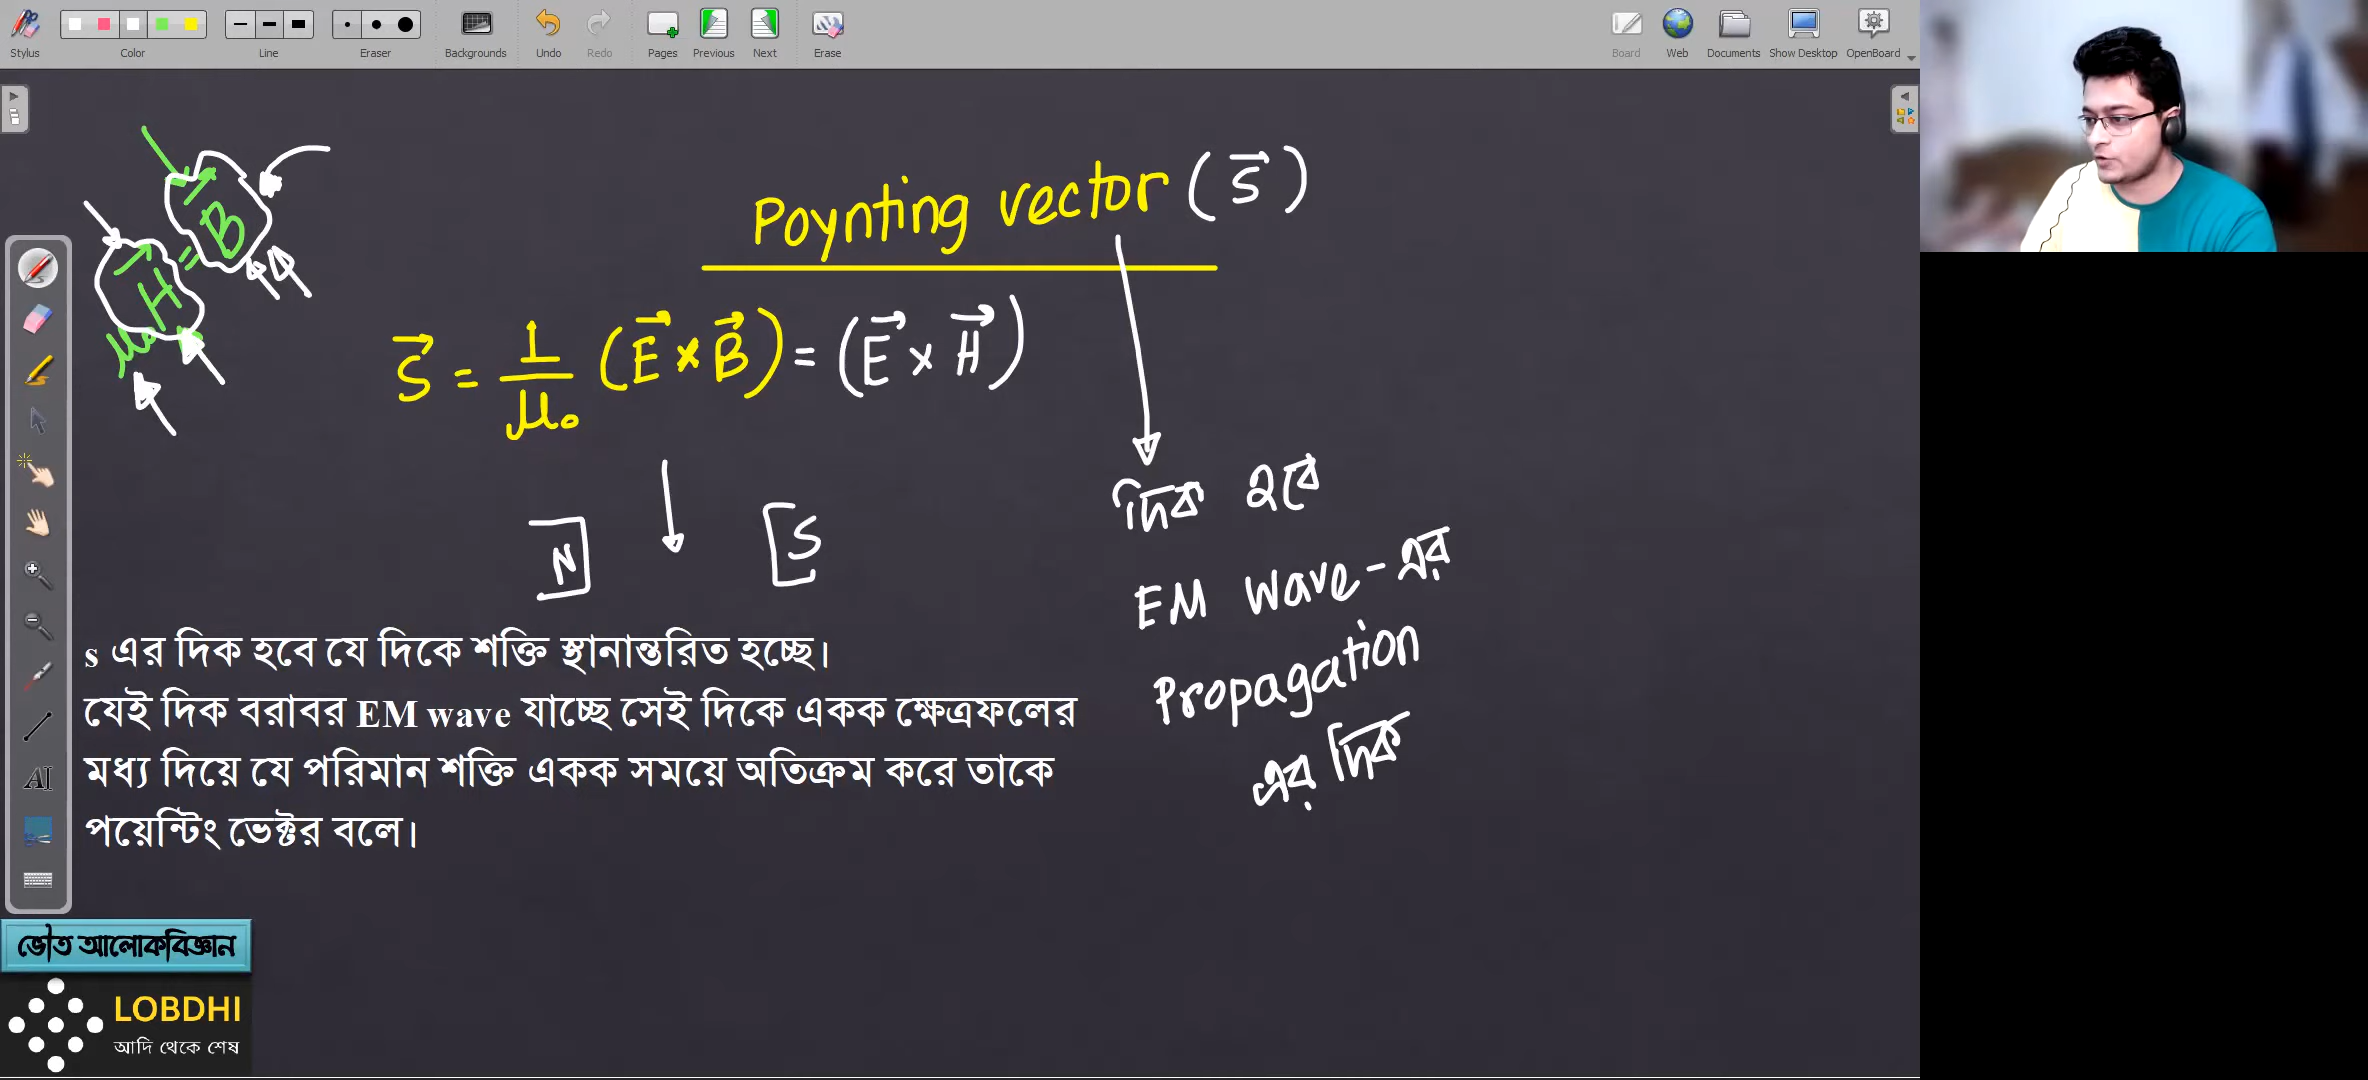 Stylus
Color
Line
Eraser
Backgrounds
Undo
Redo
Pages
Previous
Next
Erase
Board
Web
Documents
Show Desktop
OpenBoard
Poynting vector (S⃗)
μ₀ H⃗ = B⃗
S⃗ = 1/μ₀ (E⃗ × B⃗) = (E⃗ × H⃗)
N S
দিক হবে
EM Wave-এর
Propagation
এর দিক
s এর দিক হবে যে দিকে শক্তি স্থানান্তরিত হচ্ছে।
যেই দিক বরাবর EM wave যাচ্ছে সেই দিকে একক ক্ষেত্রফলের
মধ্য দিয়ে যে পরিমান শক্তি একক সময়ে অতিক্রম করে তাকে
পয়েন্টিং ভেক্টর বলে।
AI
ভৌত আলোকবিজ্ঞান
LOBDHI
আদি থেকে শেষ